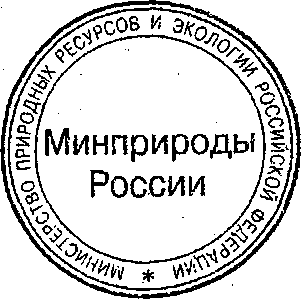 МИНИСТЕРСТВО ПРИРОДНЫХ РЕСУРСОВ И ЭКОЛОГИИ РОССИЙСКОЙ ФЕДЕРАЦИИ *
Минприроды
России